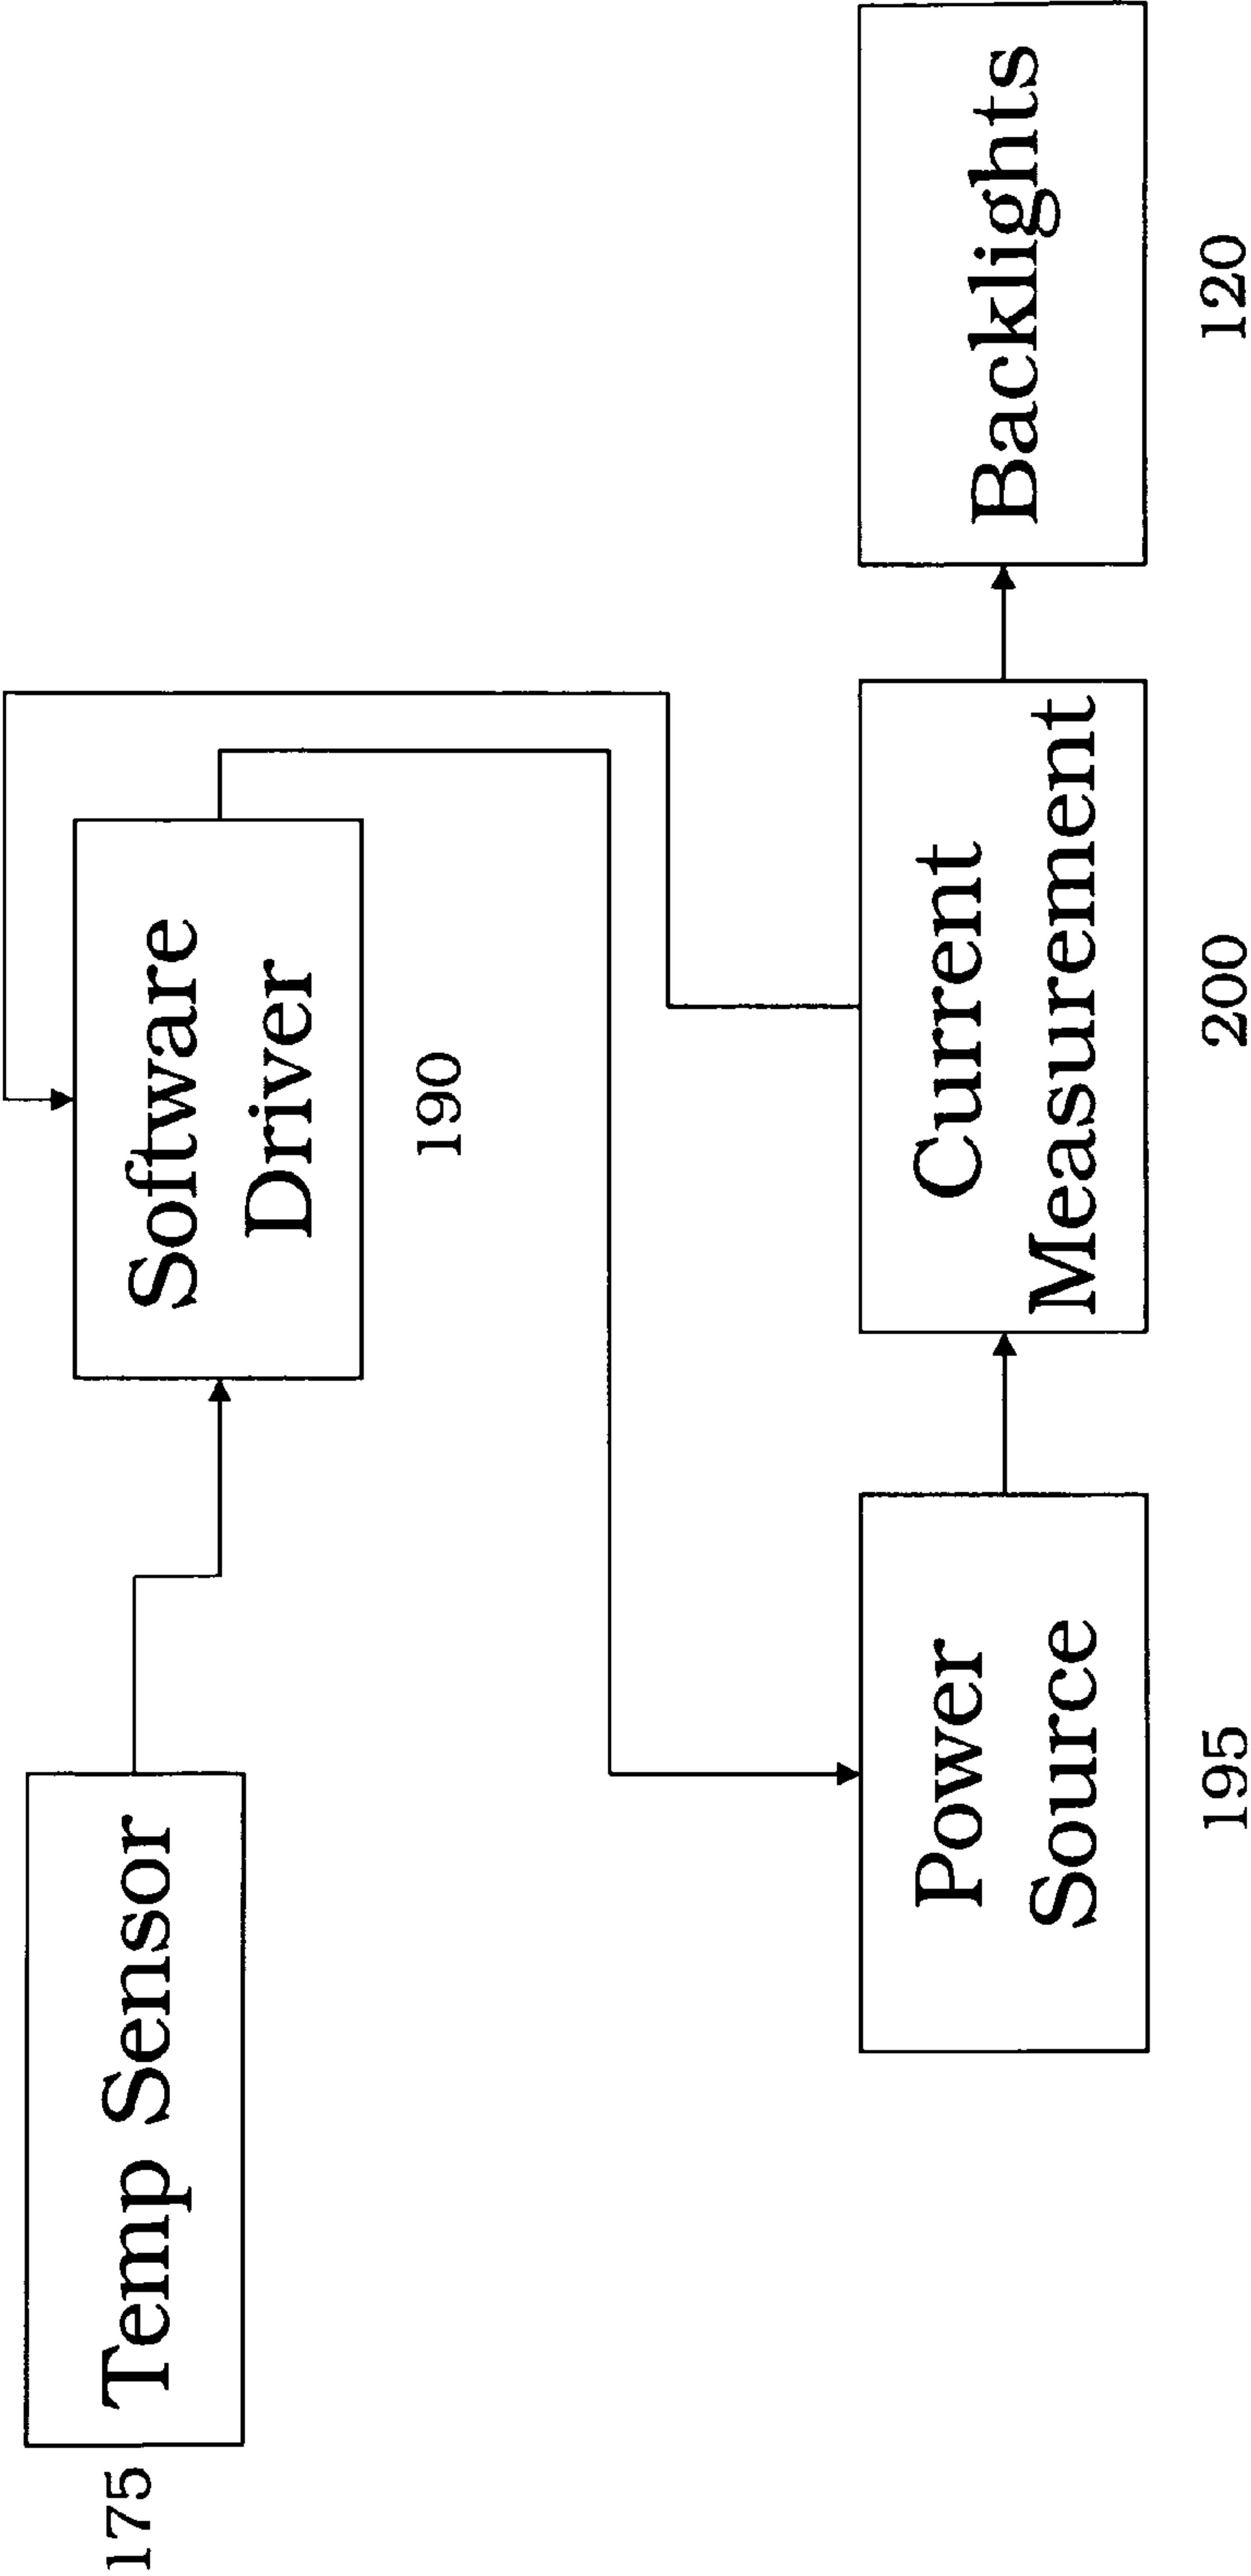 175
Temp Sensor
Software
Driver
190
Power
Source
195
Current
Measurement
200
Backlights
120